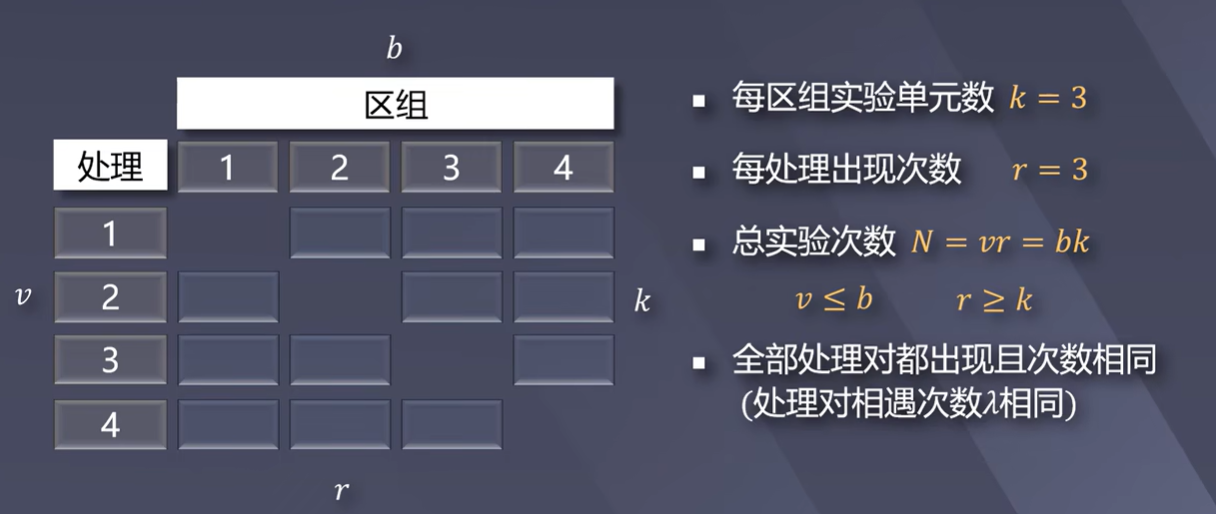 b
区组
处理 1 2 3 4
1
v 2 k
3
4
r
▪ 每区组实验单元数 k = 3
▪ 每处理出现次数 r = 3
▪ 总实验次数 N = vr = bk
v ≤ b r ≥ k
▪ 全部处理对都出现且次数相同
(处理对相遇次数λ相同)